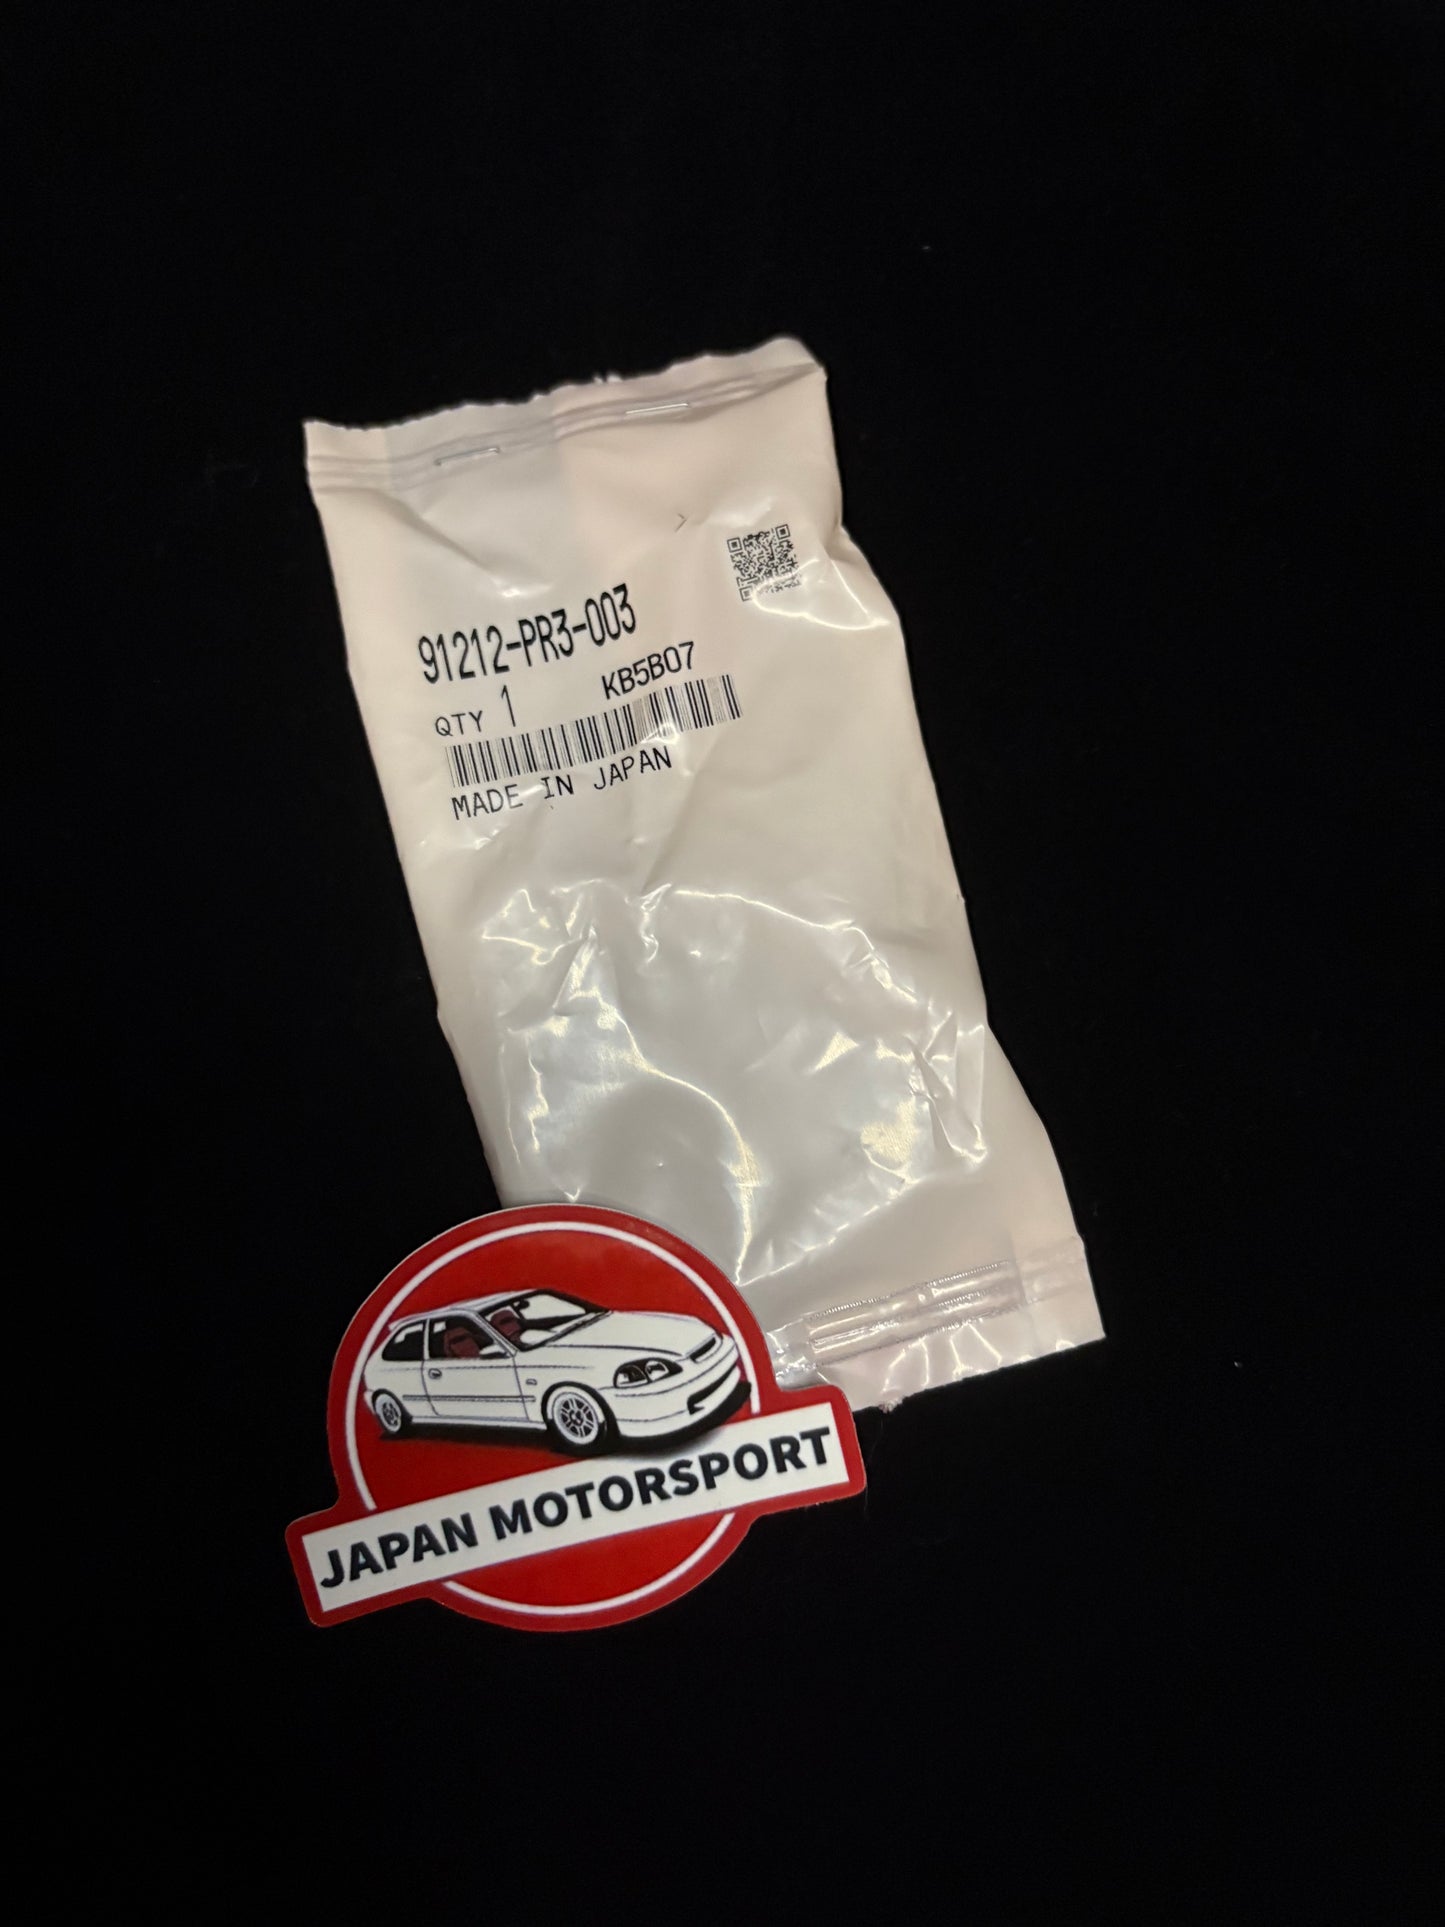 91212-PR3-003
QTY 1 KB5B07
MADE IN JAPAN
JAPAN MOTORSPORT